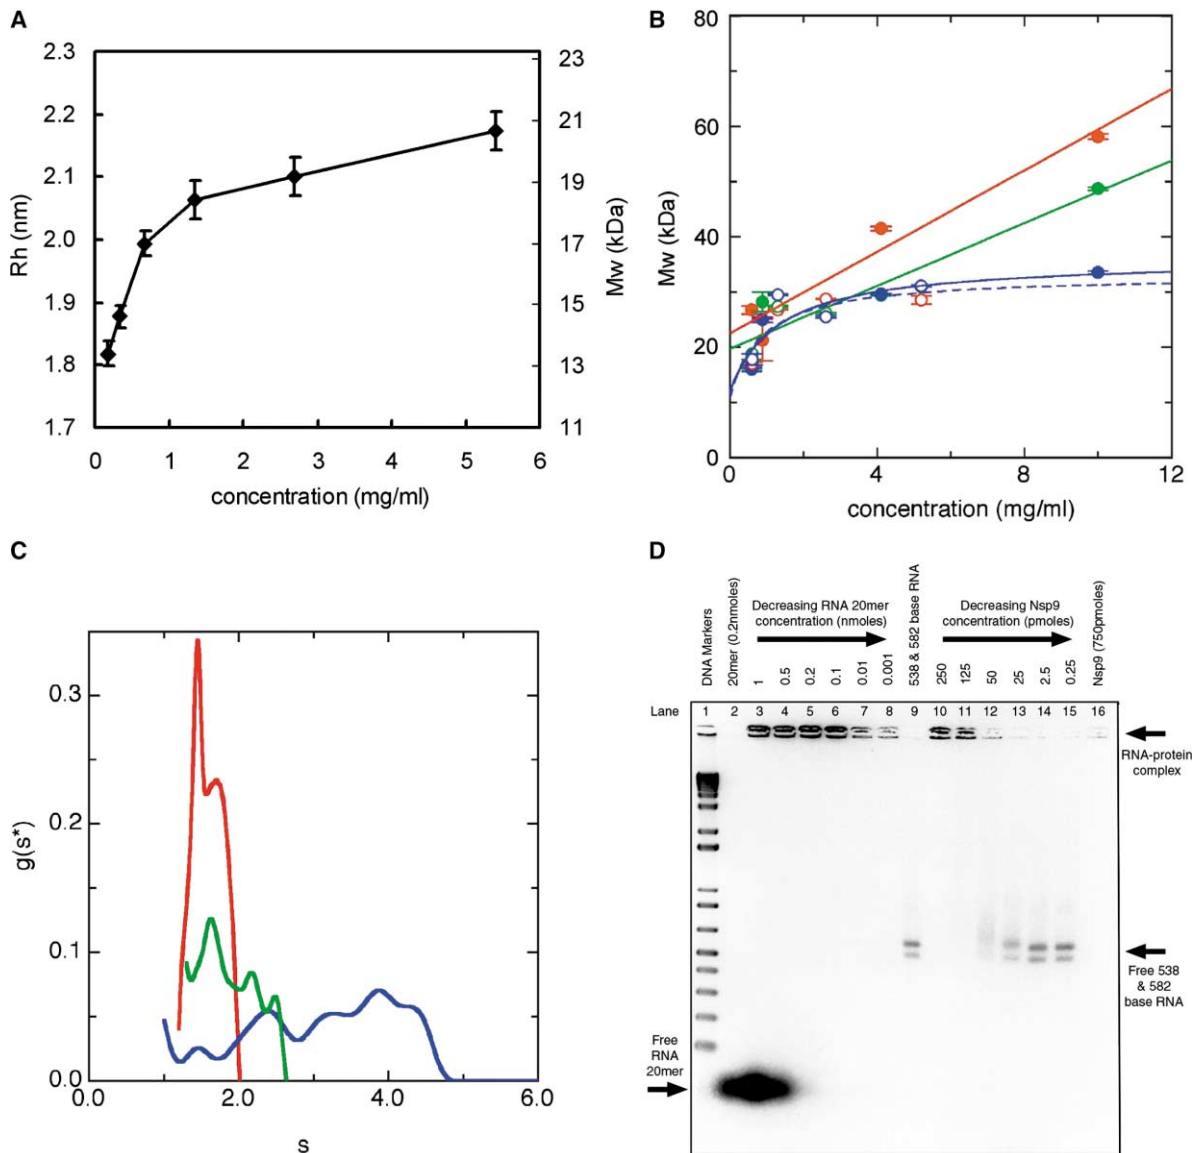 A
2.3
2.2
2.1
2.0
1.9
1.8
1.7
Rh (nm)
23
21
19
17
15
13
11
Mw (kDa)
0 1 2 3 4 5 6
concentration (mg/ml)
B
80
60
40
20
0
Mw (kDa)
0 4 8 12
concentration (mg/ml)
C
0.3
0.2
0.1
0.0
g(s*)
0.0 2.0 4.0 6.0
s
D
DNA Markers
20mer (0.2nmoles)
Decreasing RNA 20mer
concentration (nmoles)
1
0.5
0.2
0.1
0.01
0.001
538 & 582 base RNA
Decreasing Nsp9
concentration (pmoles)
250
125
50
25
2.5
0.25
Nsp9 (750pmoles)
Lane 1 2 3 4 5 6 7 8 9 10 11 12 13 14 15 16
RNA-protein
complex
Free 538
& 582
base RNA
Free
RNA
20mer